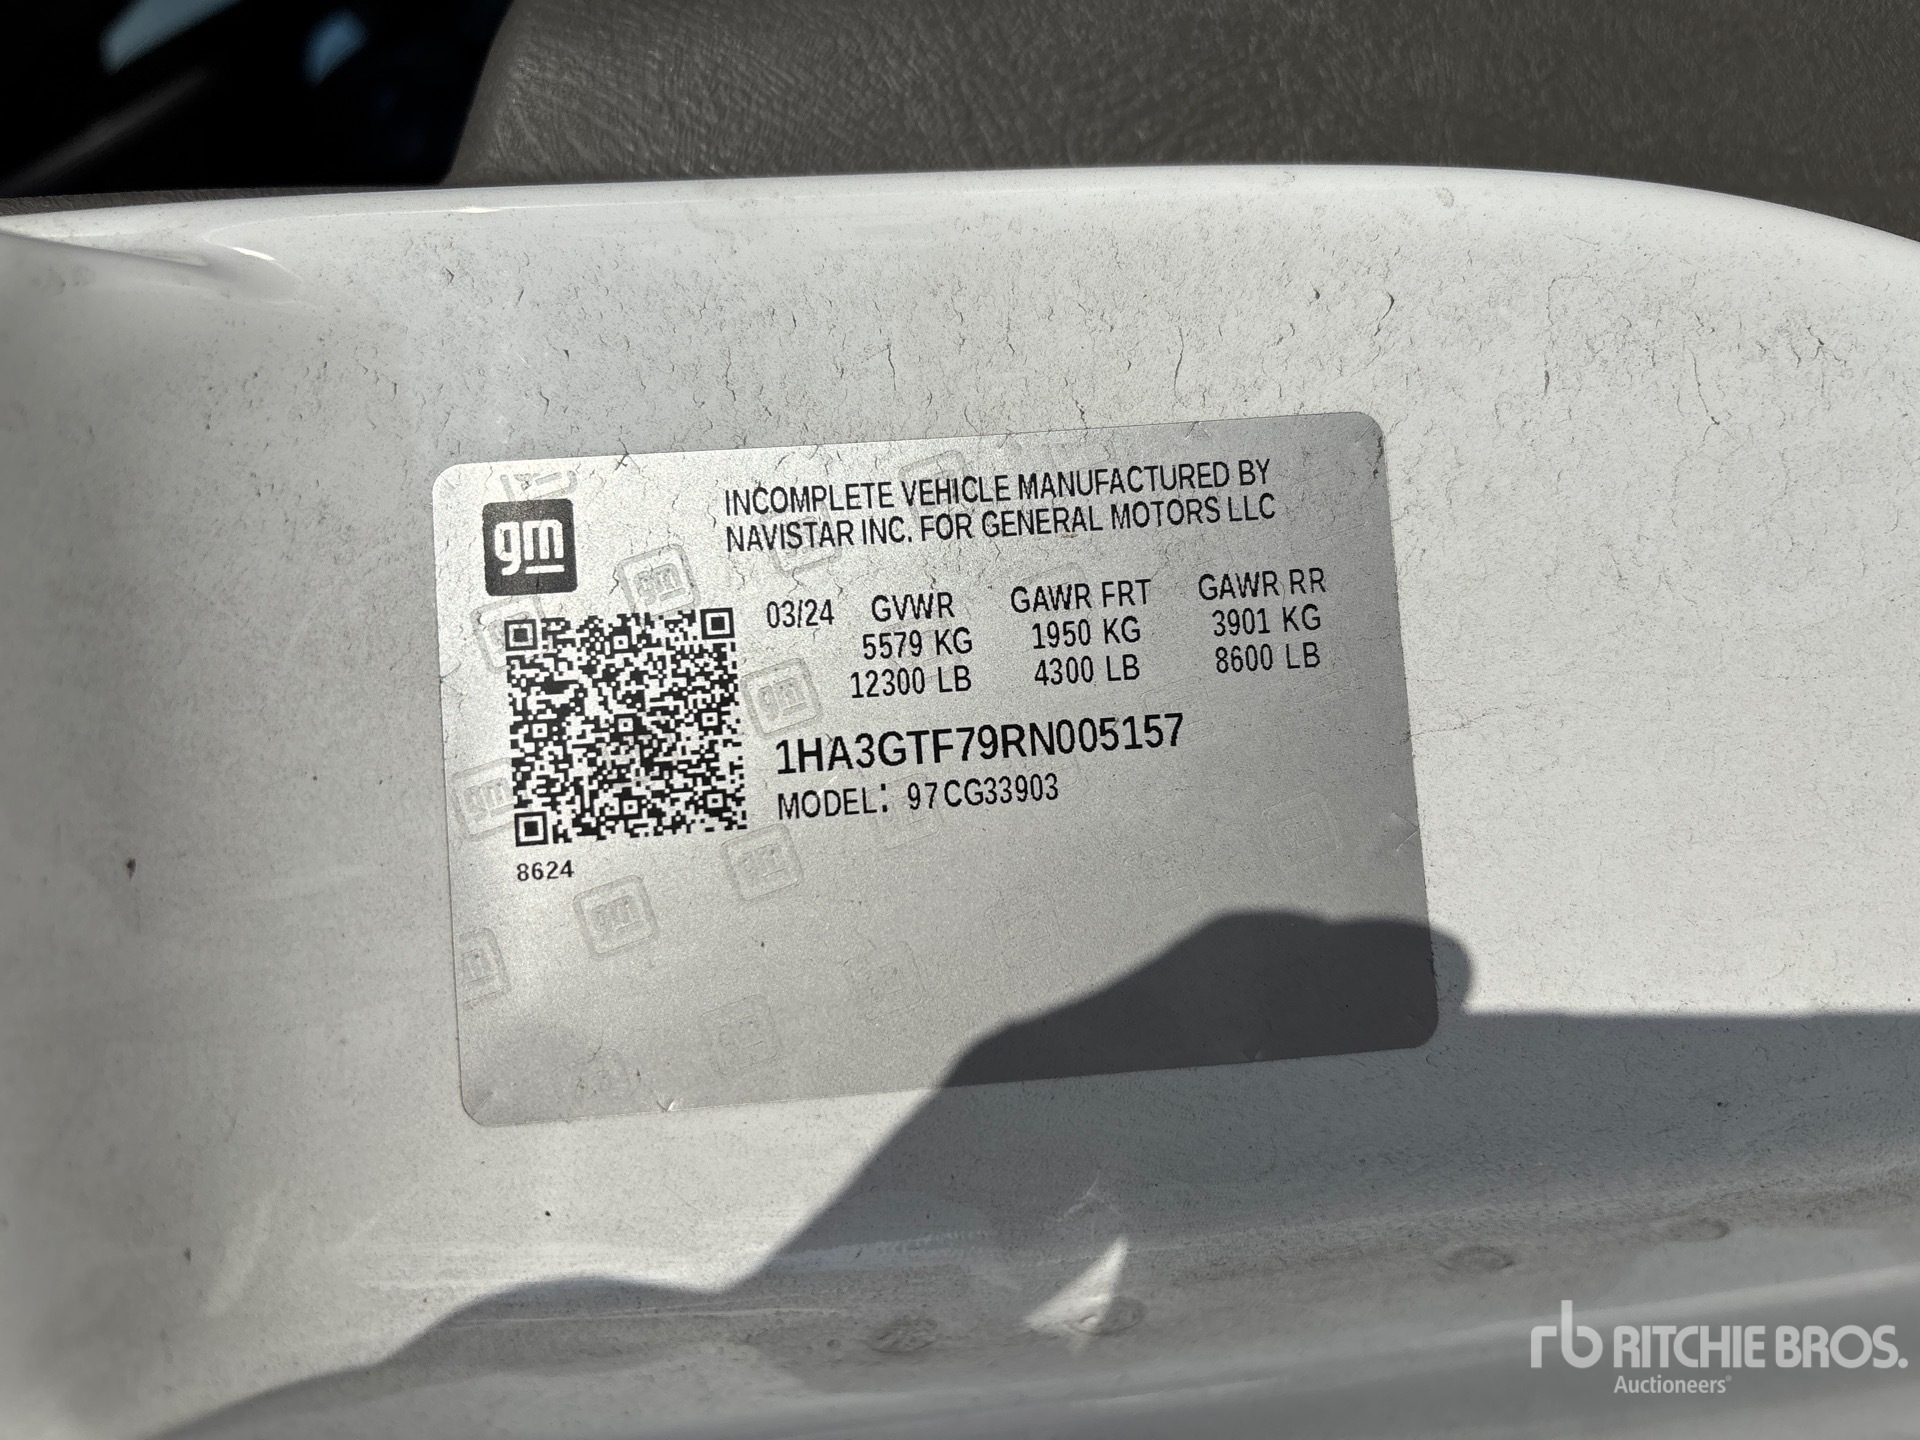 gm
INCOMPLETE VEHICLE MANUFACTURED BY
NAVISTAR INC. FOR GENERAL MOTORS LLC
03/24 GVWR GAWR FRT GAWR RR
5579 KG 1950 KG 3901 KG
12300 LB 4300 LB 8600 LB
1HA3GTF79RN005157
MODEL: 97CG33903
8624
rb RITCHIE BROS.
Auctioneers